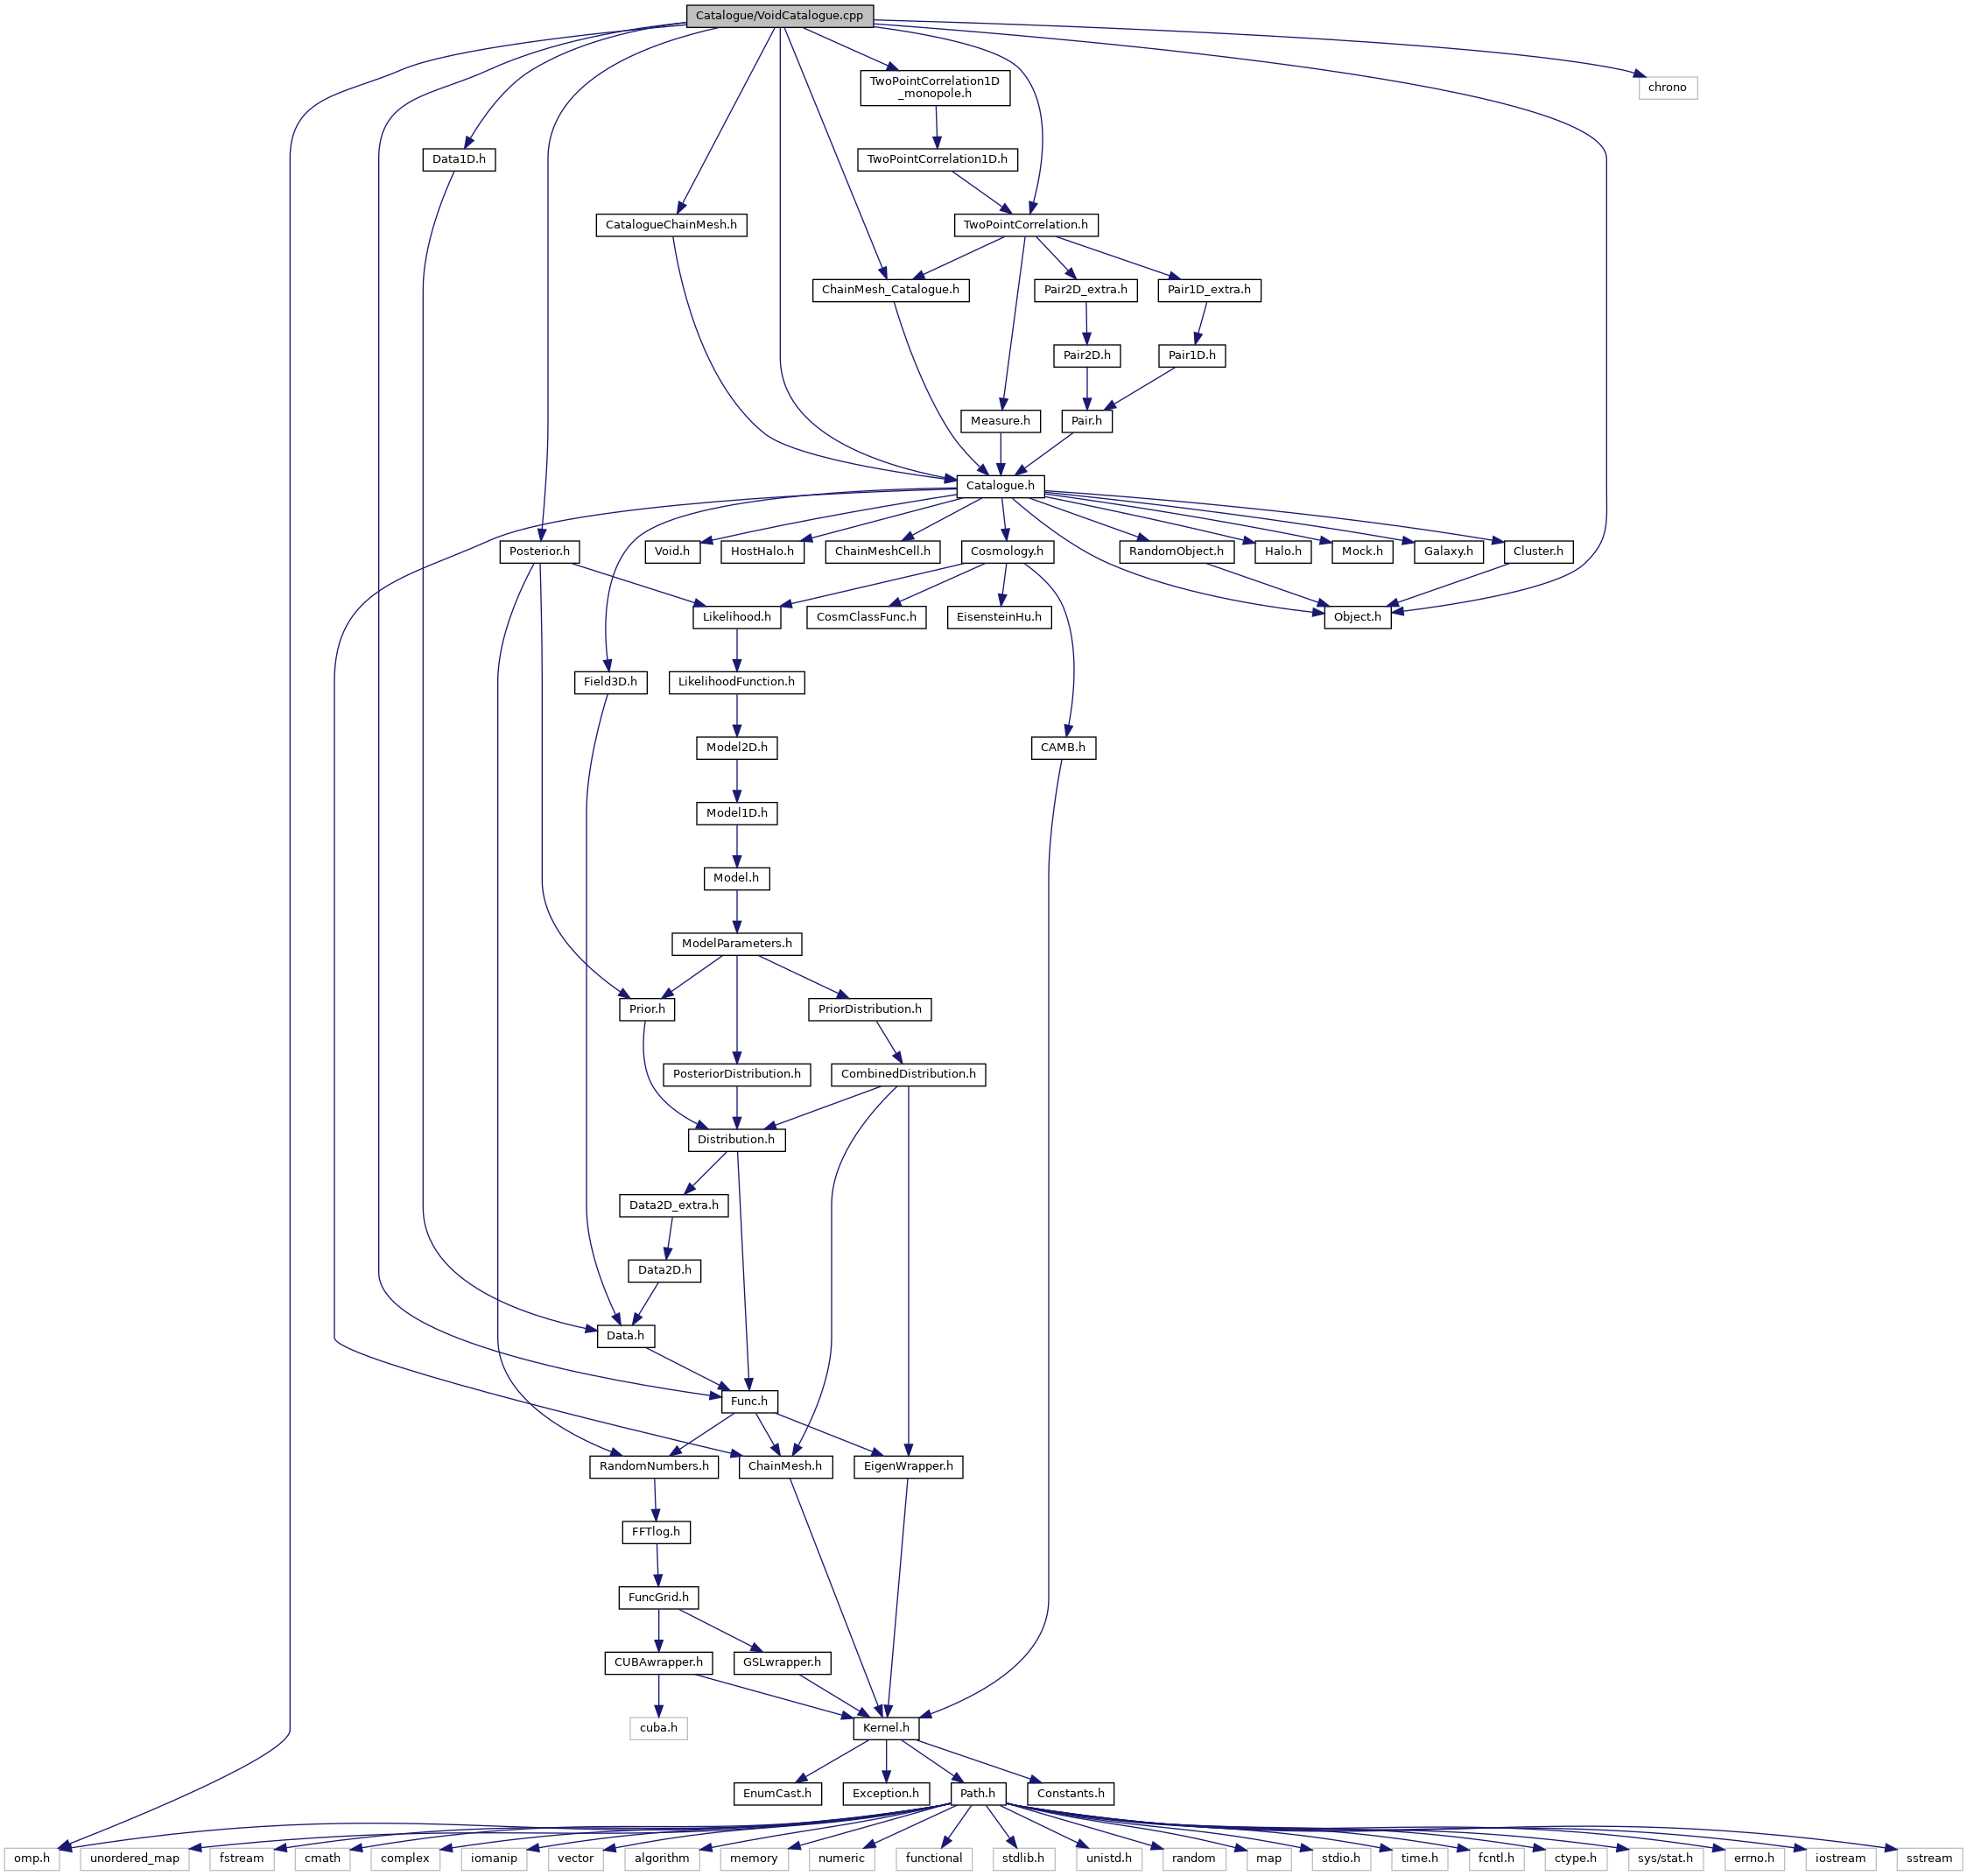 Catalogue/VoidCatalogue.cpp
TwoPointCorrelation1D
_monopole.h
chrono
Data1D.h
TwoPointCorrelation1D.h
CatalogueChainMesh.h
TwoPointCorrelation.h
ChainMesh_Catalogue.h
Pair2D_extra.h
Pair1D_extra.h
Pair2D.h
Pair1D.h
Measure.h
Pair.h
Catalogue.h
Posterior.h
Void.h
HostHalo.h
ChainMeshCell.h
Cosmology.h
RandomObject.h
Halo.h
Mock.h
Galaxy.h
Cluster.h
Likelihood.h
CosmClassFunc.h
EisensteinHu.h
Object.h
Field3D.h
LikelihoodFunction.h
Model2D.h
CAMB.h
Model1D.h
Model.h
ModelParameters.h
Prior.h
PriorDistribution.h
PosteriorDistribution.h
CombinedDistribution.h
Distribution.h
Data2D_extra.h
Data2D.h
Data.h
Func.h
RandomNumbers.h
ChainMesh.h
EigenWrapper.h
FFTlog.h
FuncGrid.h
CUBAwrapper.h
GSLwrapper.h
cuba.h
Kernel.h
EnumCast.h
Exception.h
Path.h
Constants.h
omp.h
unordered_map
fstream
cmath
complex
iomanip
vector
algorithm
memory
numeric
functional
stdlib.h
unistd.h
random
map
stdio.h
time.h
fcntl.h
ctype.h
sys/stat.h
errno.h
iostream
sstream